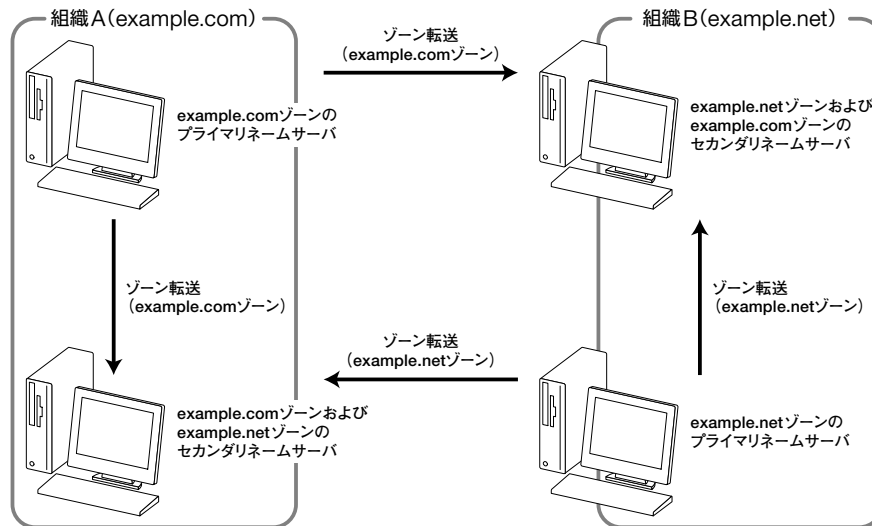 組織A（example.com）
組織B（example.net）
ゾーン転送
（example.comゾーン）
example.comゾーンの
プライマリネームサーバ
example.netゾーンおよび
example.comゾーンの
セカンダリネームサーバ
ゾーン転送
（example.comゾーン）
ゾーン転送
（example.netゾーン）
ゾーン転送
（example.netゾーン）
example.comゾーンおよび
example.netゾーンの
セカンダリネームサーバ
example.netゾーンの
プライマリネームサーバ